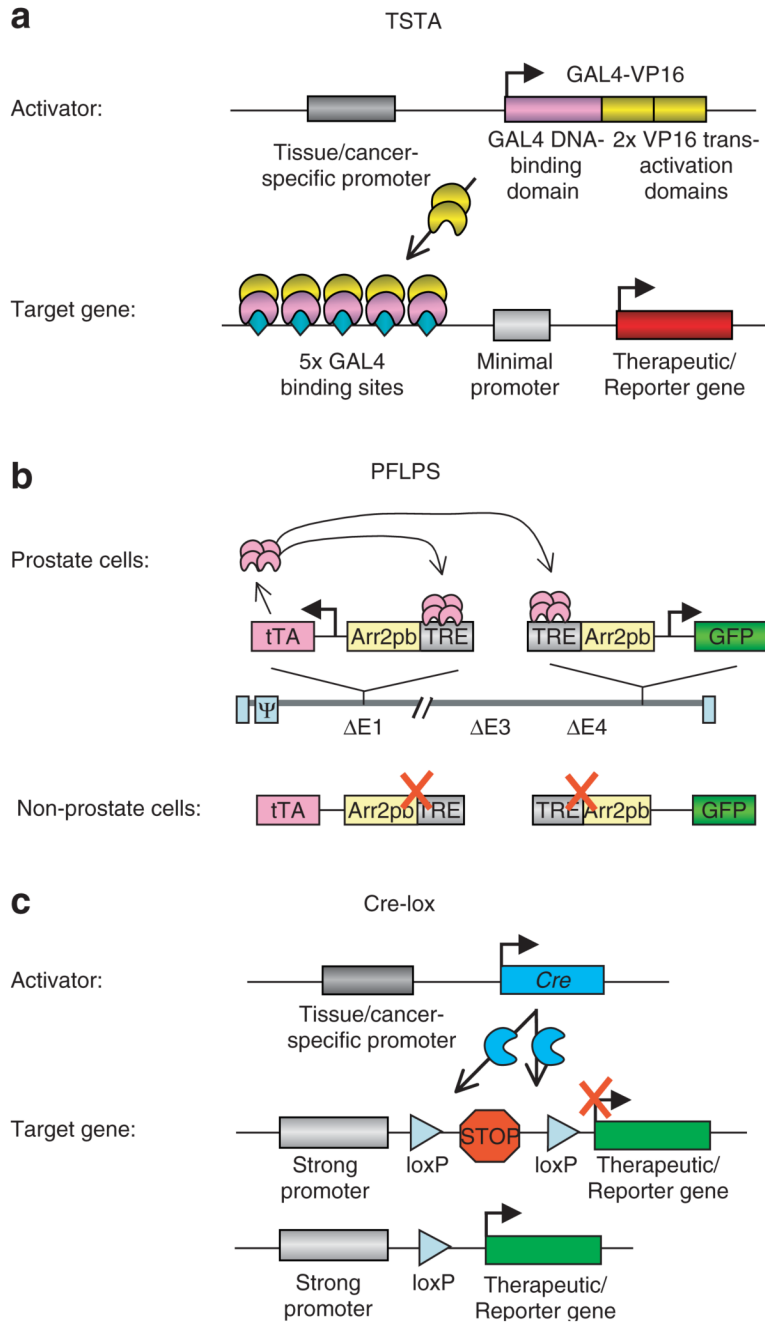 a
TSTA
GAL4-VP16
Activator:
Tissue/cancer-
specific promoter
GAL4 DNA-
binding
domain
2x VP16 trans-
activation
domains
Target gene:
5x GAL4
binding sites
Minimal
promoter
Therapeutic/
Reporter gene
b
PFLPS
Prostate cells:
tTA
Arr2pb
TRE
TRE
Arr2pb
GFP
Ψ
ΔE1
ΔE3
ΔE4
Non-prostate cells:
tTA
Arr2pb
TRE
TRE
Arr2pb
GFP
c
Cre-lox
Activator:
Cre
Tissue/cancer-
specific promoter
Target gene:
STOP
Strong
promoter
loxP
loxP
Therapeutic/
Reporter gene
Strong
promoter
loxP
Therapeutic/
Reporter gene